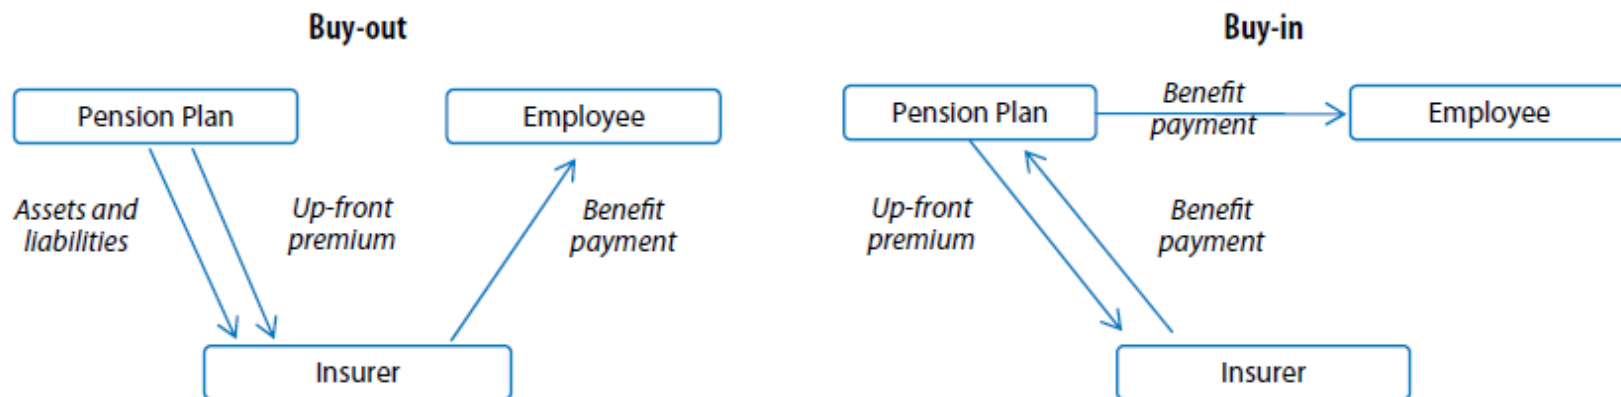 Buy-out
Pension Plan
Employee
Assets and
liabilities
Up-front
premium
Benefit
payment
Insurer
Buy-in
Pension Plan
Benefit
payment
Employee
Up-front
premium
Benefit
payment
Insurer